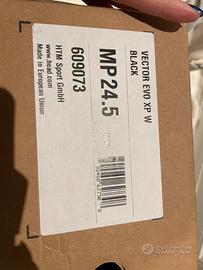 VECTOR EVO XP W
BLACK
MP24.5
609073
HTM Sport GmbH
www.head.com
Made in European Union
subito